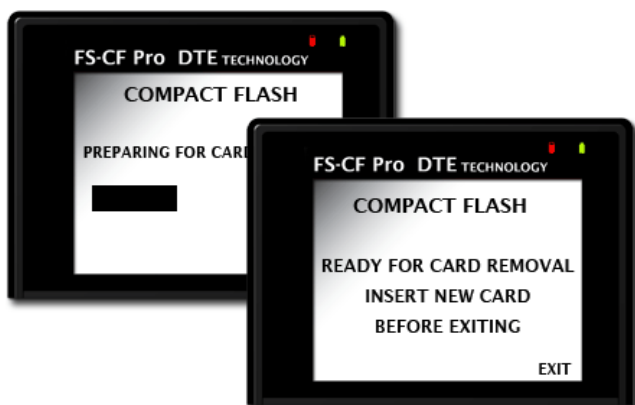 FS-CF Pro DTE TECHNOLOGY
COMPACT FLASH
PREPARING FOR
FS-CF Pro DTE TECHNOLOGY
COMPACT FLASH
READY FOR CARD REMOVAL
INSERT NEW CARD
BEFORE EXITING
EXIT